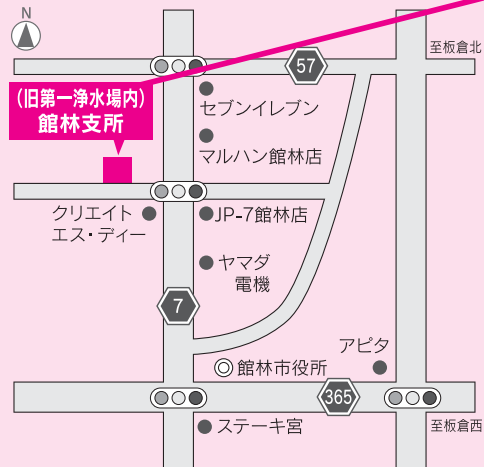 N
至板倉北
57
セブンイレブン
(旧第一浄水場内)
館林支所
マルハン館林店
クリエイト
エス・ディー
JP-7館林店
ヤマダ
電機
7
アピタ
館林市役所
365
至板倉西
ステーキ宮